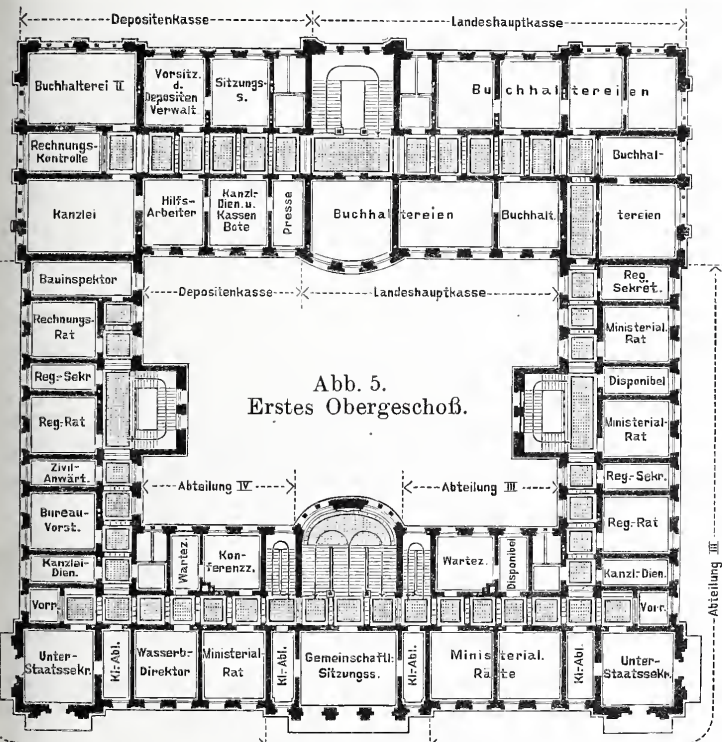 Depositenkasse
Landeshauptkasse
Buchhalterei II
Vorsitz.
d.
Depositen
Verwalt.
Sitzungs-
s.
Buchhaltereien
Rechnungs-
Kontrolle
Buchhal-
Kanzlei
Hilfs-
Arbeiter
Kanzl.-
Dien. u.
Kassen
Bote
Presse
Buchhaltereien
Buchhalt.
tereien
Bauinspektor
Depositenkasse
Landeshauptkasse
Reg.
Sekret.
Rechnungs-
Rat
Ministerial.
Rat
Abb. 5.
Erstes Obergeschoß.
Reg.-Sekr
Disponibel
Reg.-Rat
Ministerial-
Rat
Zivil-
Anwärt.
Abteilung IV
Abteilung III
Reg.-Sekr.
Bureau-
Vorst.
Wartez.
Kon-
ferenzz.
Wartez.
Disponibel
Reg.-Rat
Kanzlei-
Dien.
Kanzl.-Dien.
Abteilung III
Vorr.
Vorr.
Unter-
Staatssekr.
Kl.-Abl.
Wasserb.-
Direktor
Ministerial-
Rat
Kl.-Abl.
Gemeinschaftl.
Sitzungss.
Kl.-Abl.
Ministerial.
Räte
Kl.-Abl.
Unter-
Staatssekr.